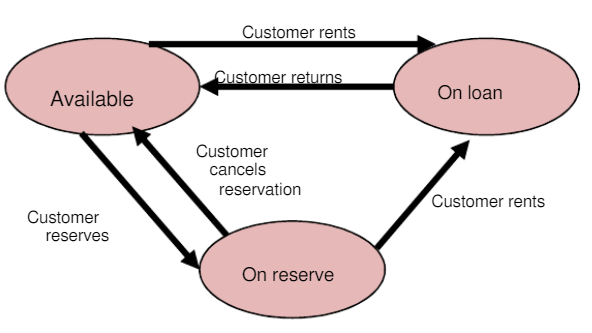 Customer rents
Customer returns
Available
On loan
Customer
cancels
reservation
Customer rents
Customer
reserves
On reserve